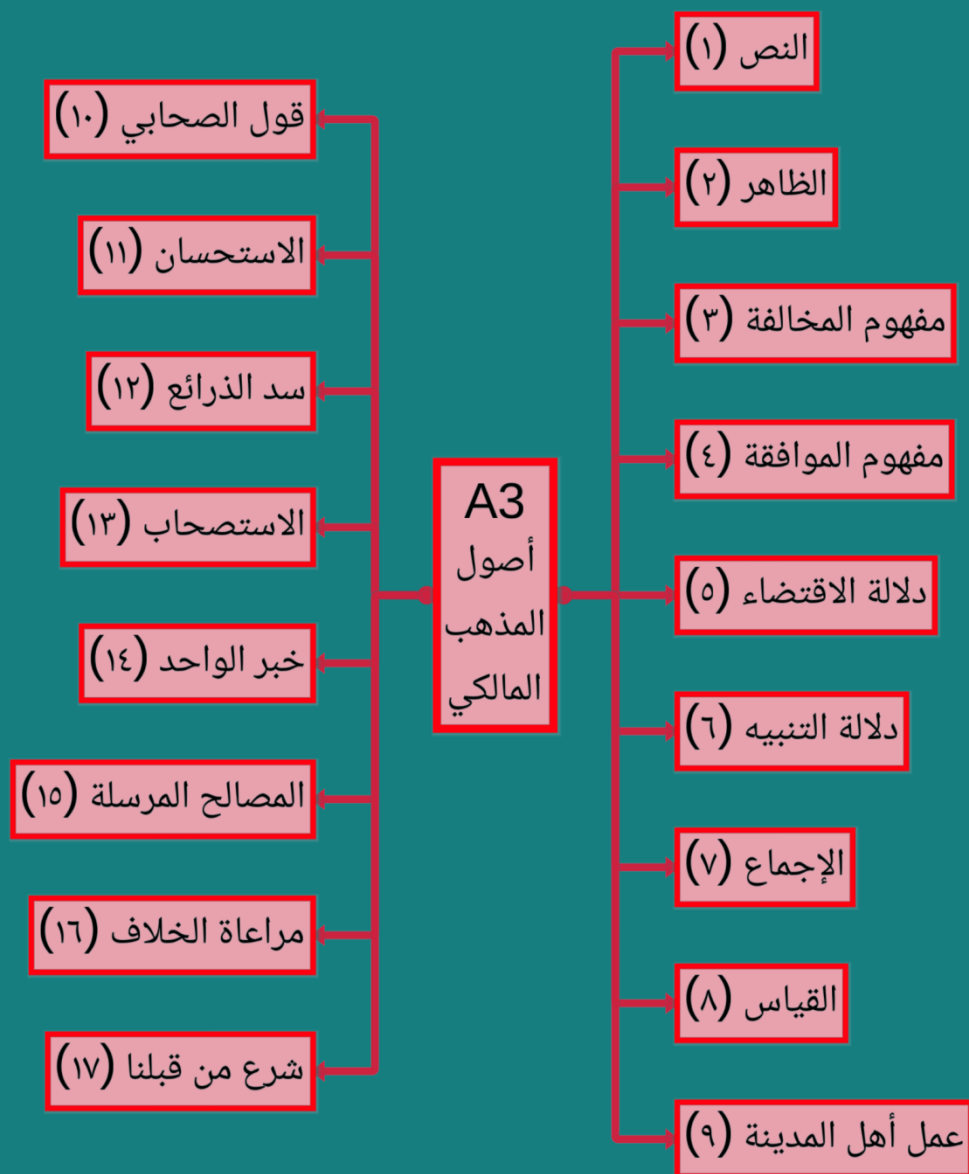 A3
أصول
المذهب
المالكي
النص (١)
الظاهر (٢)
مفهوم المخالفة (٣)
مفهوم الموافقة (٤)
دلالة الاقتضاء (٥)
دلالة التنبيه (٦)
الإجماع (٧)
القياس (٨)
عمل أهل المدينة (٩)
قول الصحابي (١٠)
الاستحسان (١١)
سد الذرائع (١٢)
الاستصحاب (١٣)
خبر الواحد (١٤)
المصالح المرسلة (١٥)
مراعاة الخلاف (١٦)
شرع من قبلنا (١٧)